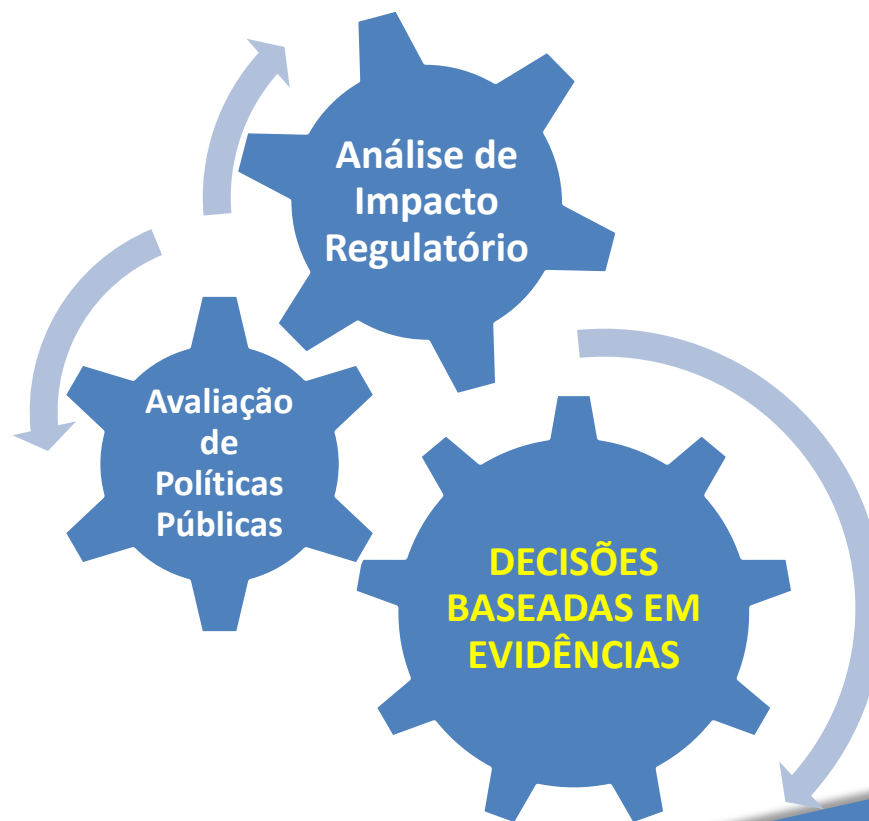 Análise de
Impacto
Regulatório
Avaliação
de
Políticas
Públicas
DECISÕES
BASEADAS EM
EVIDÊNCIAS